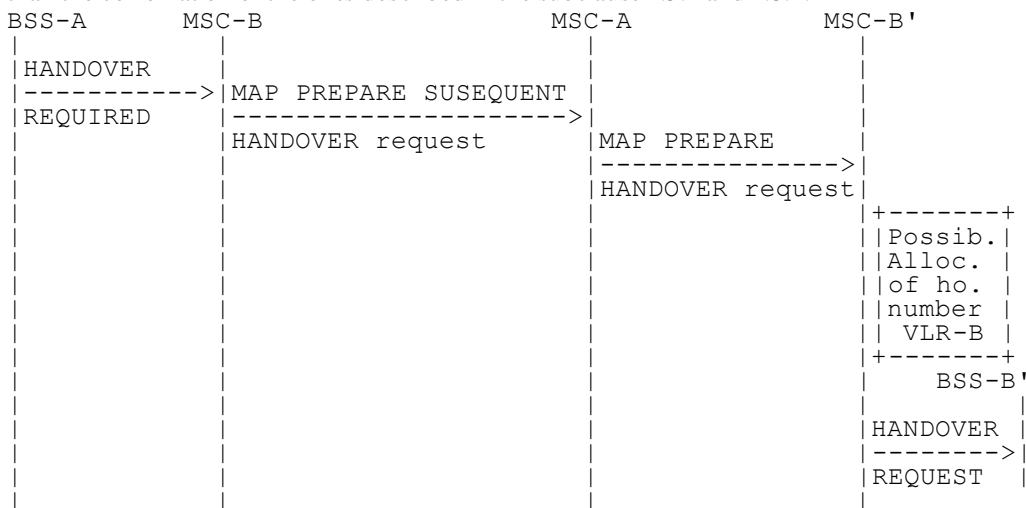 BSS-A MSC-B MSC-A MSC-B'
HANDOVER
----------->MAP PREPARE SUSEQUENT
REQUIRED --------------------->
HANDOVER request MAP PREPARE
--------------->
HANDOVER request
+-------+
Possib.
Alloc.
of ho.
number
VLR-B
+-------+
BSS-B'
HANDOVER
-------->
REQUEST